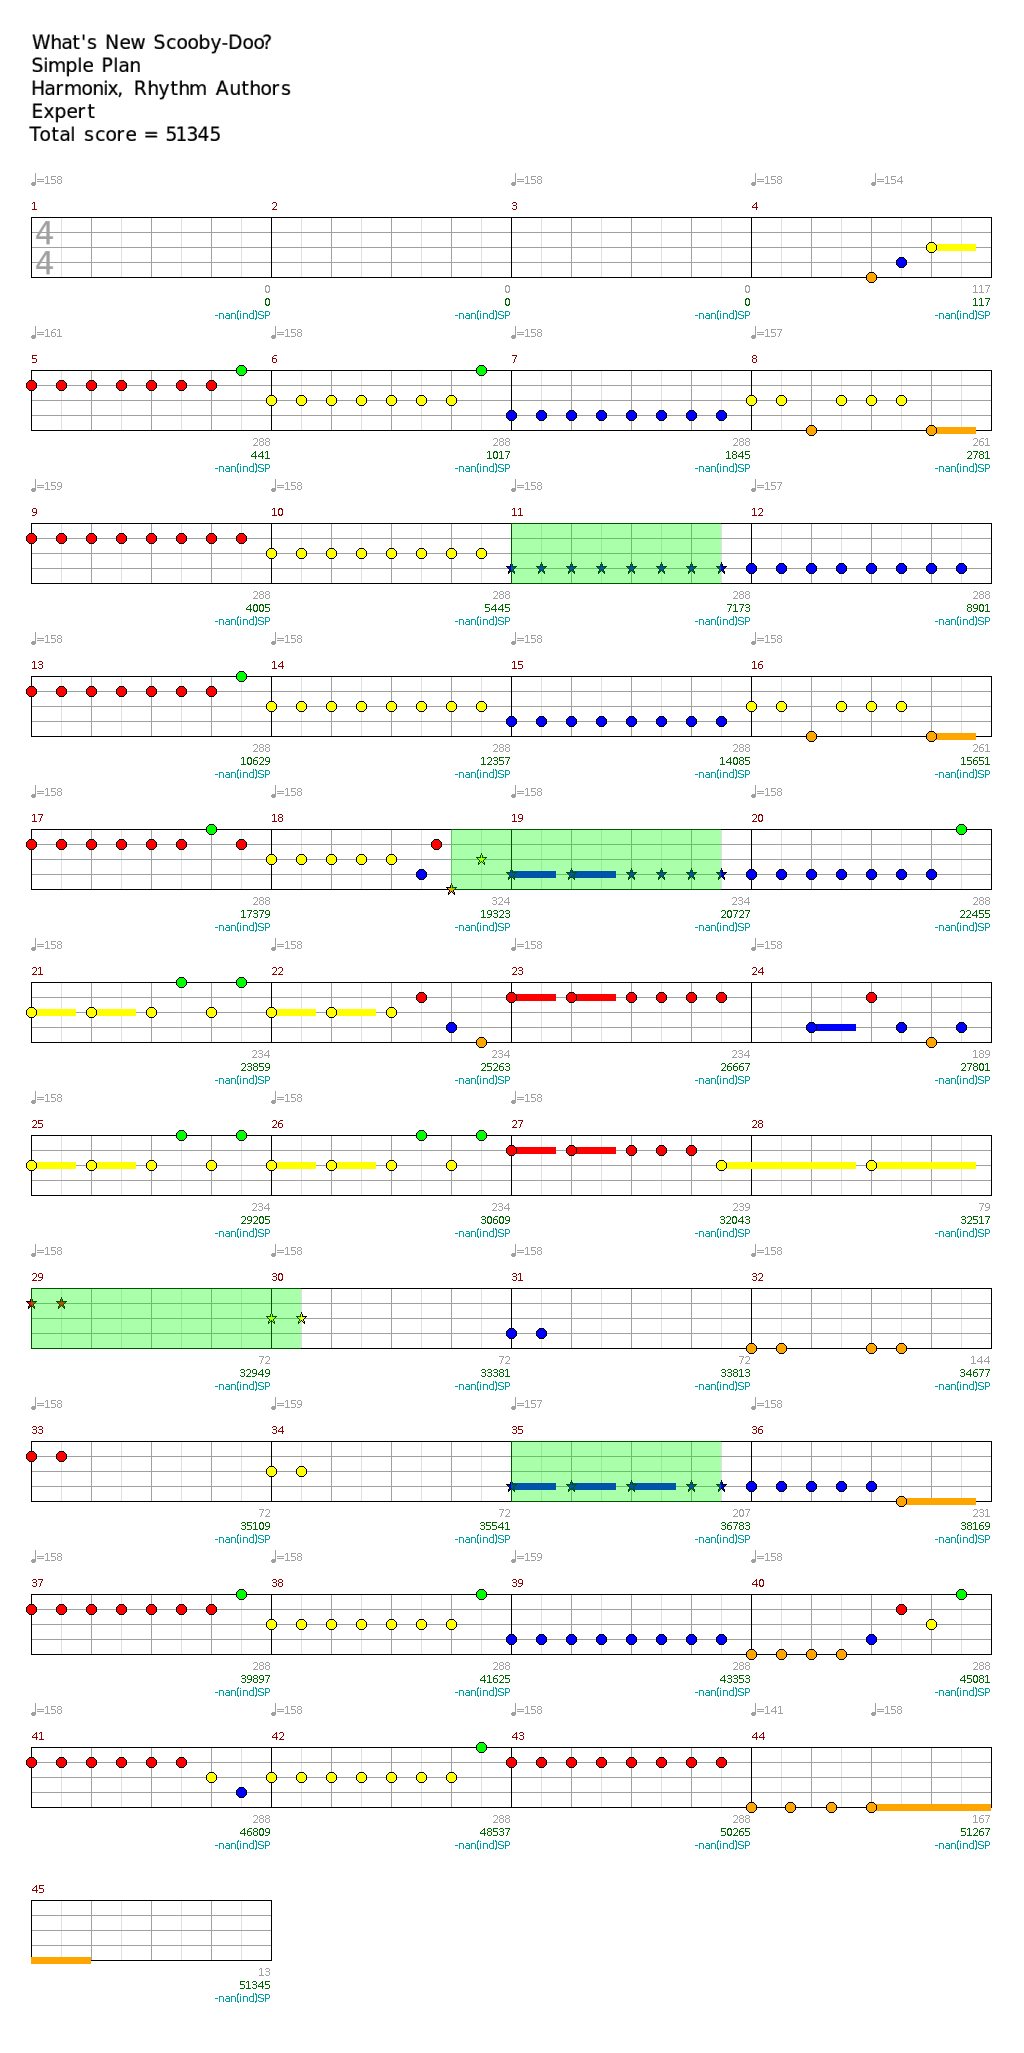 What's New Scooby-Doo?
Simple Plan
Harmonix, Rhythm Authors
Expert
Total score = 51345
♩=158 ♩=158 ♩=158 ♩=154
1 2 3 4
4
4
0 0 0 117
0 0 0 117
-nan(ind)SP -nan(ind)SP -nan(ind)SP -nan(ind)SP
♩=161 ♩=158 ♩=158 ♩=157
5 6 7 8
288 288 288 261
441 1017 1845 2781
-nan(ind)SP -nan(ind)SP -nan(ind)SP -nan(ind)SP
♩=159 ♩=158 ♩=158 ♩=157
9 10 11 12
288 288 288 288
4005 5445 7173 8901
-nan(ind)SP -nan(ind)SP -nan(ind)SP -nan(ind)SP
♩=158 ♩=158 ♩=158 ♩=158
13 14 15 16
288 288 288 261
10629 12357 14085 15651
-nan(ind)SP -nan(ind)SP -nan(ind)SP -nan(ind)SP
♩=158 ♩=158 ♩=158 ♩=158
17 18 19 20
288 324 234 288
17379 19323 20727 22455
-nan(ind)SP -nan(ind)SP -nan(ind)SP -nan(ind)SP
♩=158 ♩=158 ♩=158 ♩=158
21 22 23 24
234 234 234 189
23859 25263 26667 27801
-nan(ind)SP -nan(ind)SP -nan(ind)SP -nan(ind)SP
♩=158 ♩=158 ♩=158 ♩=158
25 26 27 28
234 234 239 79
29205 30609 32043 32517
-nan(ind)SP -nan(ind)SP -nan(ind)SP -nan(ind)SP
♩=158 ♩=158 ♩=158 ♩=158
29 30 31 32
72 72 72 144
32949 33381 33813 34677
-nan(ind)SP -nan(ind)SP -nan(ind)SP -nan(ind)SP
♩=158 ♩=159 ♩=157 ♩=158
33 34 35 36
72 72 207 231
35109 35541 36783 38169
-nan(ind)SP -nan(ind)SP -nan(ind)SP -nan(ind)SP
♩=158 ♩=158 ♩=159 ♩=158
37 38 39 40
288 288 288 288
39897 41625 43353 45081
-nan(ind)SP -nan(ind)SP -nan(ind)SP -nan(ind)SP
♩=158 ♩=158 ♩=158 ♩=141 ♩=158
41 42 43 44
288 288 288 167
46809 48537 50265 51267
-nan(ind)SP -nan(ind)SP -nan(ind)SP -nan(ind)SP
45
13
51345
-nan(ind)SP